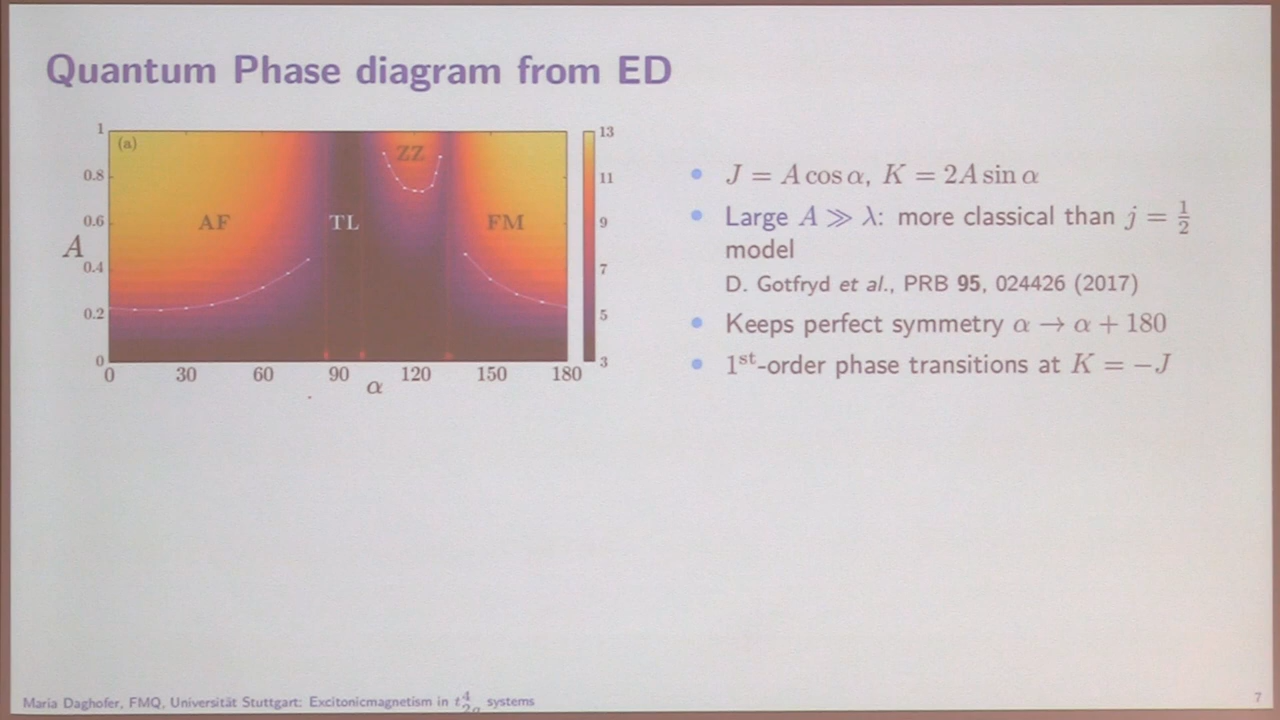 Quantum Phase diagram from ED
(a)
1
0.8
0.6
0.4
0.2
0
A
AF
TL
ZZ
FM
0 30 60 90 120 150 180
α
13
11
9
7
5
3
J = A cos α, K = 2A sin α
Large A ≫ λ: more classical than j = 1/2
model
D. Gotfryd et al., PRB 95, 024426 (2017)
Keeps perfect symmetry α → α + 180
1st-order phase transitions at K = −J
Maria Daghofer, FMQ, Universität Stuttgart: Excitonicmagnetism in t_{2g}^4 systems
7